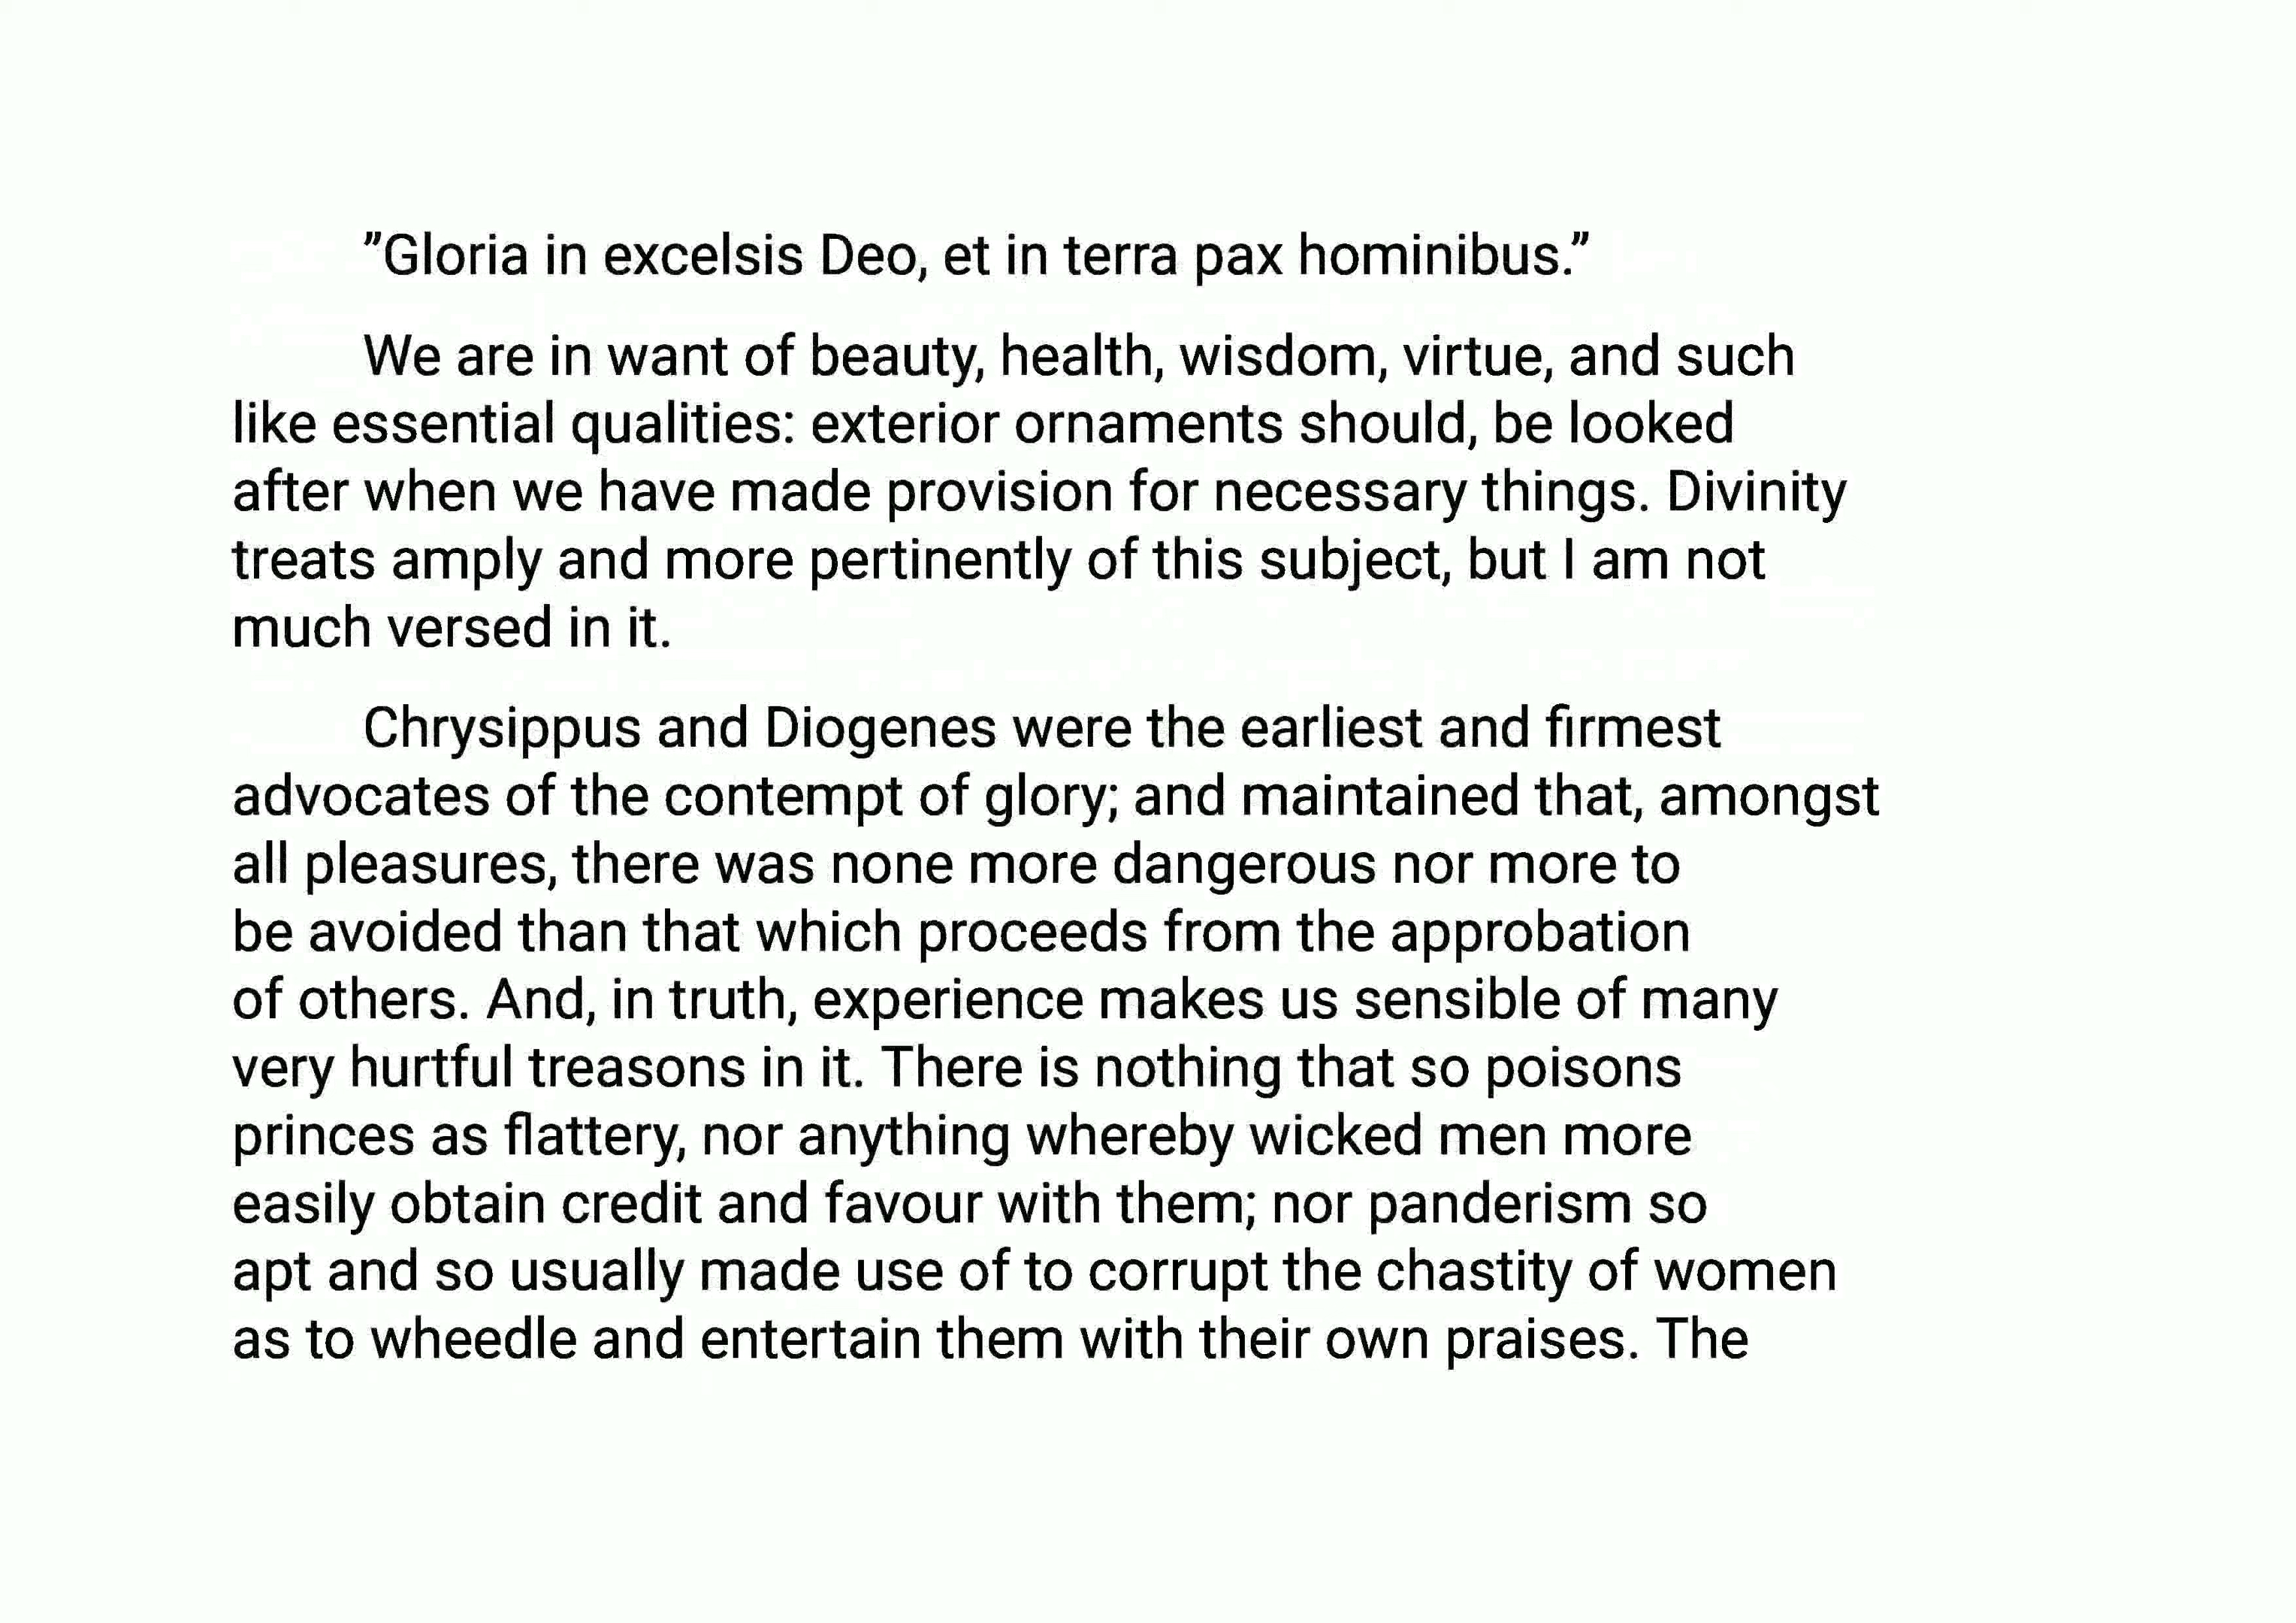 ”Gloria in excelsis Deo, et in terra pax hominibus.”
We are in want of beauty, health, wisdom, virtue, and such
like essential qualities: exterior ornaments should, be looked
after when we have made provision for necessary things. Divinity
treats amply and more pertinently of this subject, but I am not
much versed in it.
Chrysippus and Diogenes were the earliest and firmest
advocates of the contempt of glory; and maintained that, amongst
all pleasures, there was none more dangerous nor more to
be avoided than that which proceeds from the approbation
of others. And, in truth, experience makes us sensible of many
very hurtful treasons in it. There is nothing that so poisons
princes as flattery, nor anything whereby wicked men more
easily obtain credit and favour with them; nor panderism so
apt and so usually made use of to corrupt the chastity of women
as to wheedle and entertain them with their own praises. The